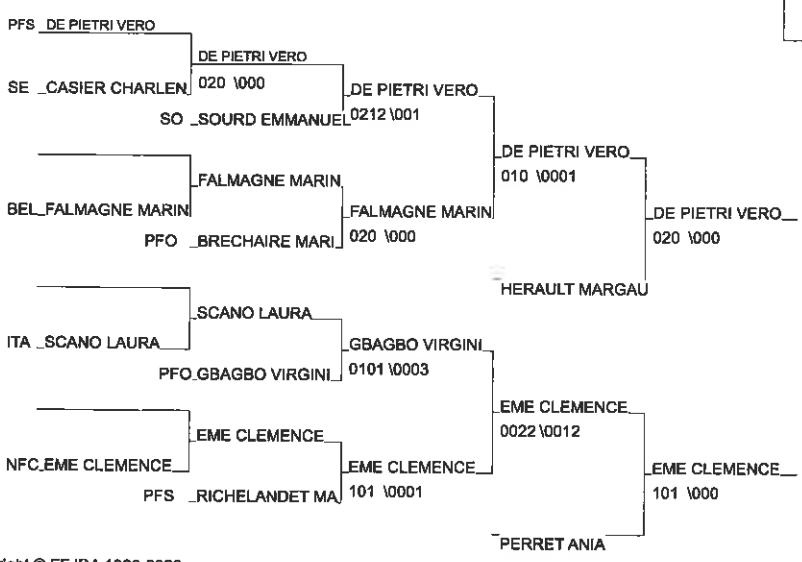 PFS DE PIETRI VERO
DE PIETRI VERO
SE CASIER CHARLEN
020 \000
DE PIETRI VERO
SO SOURD EMMANUEL
0212 \001
DE PIETRI VERO
010 \0001
FALMAGNE MARIN
BEL FALMAGNE MARIN
FALMAGNE MARIN
DE PIETRI VERO
PFO BRECHAIRE MARI
020 \000
020 \000
HERAULT MARGAU
SCANO LAURA
ITA SCANO LAURA
GBAGBO VIRGINI
PFO GBAGBO VIRGINI
0101 \0003
EME CLEMENCE
0022 \0012
EME CLEMENCE
NFC EME CLEMENCE
EME CLEMENCE
EME CLEMENCE
PFS RICHELANDET MA
101 \0001
101 \000
PERRET ANIA